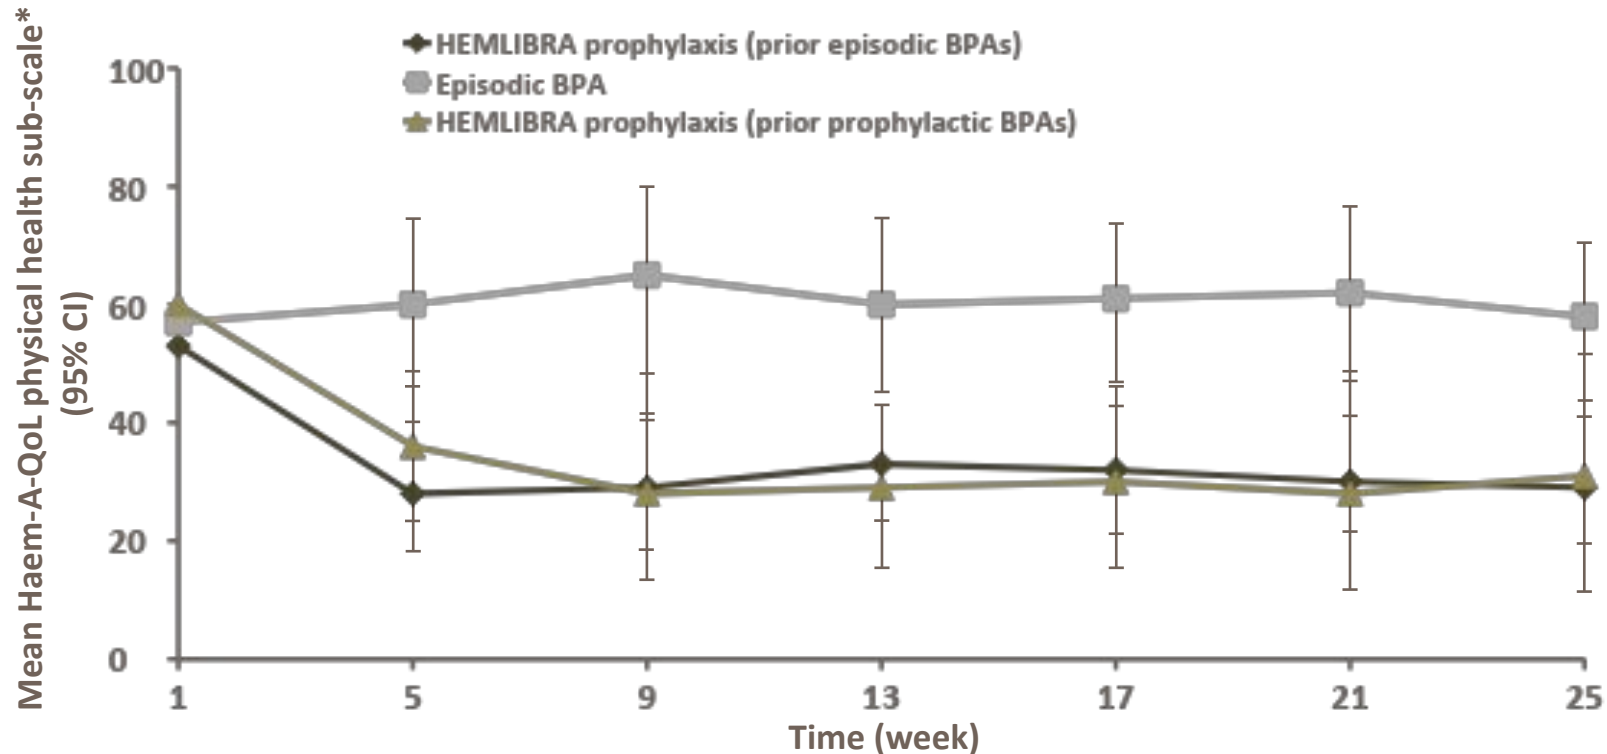 Mean Haem-A-QoL physical health sub-scale*
(95% CI)
HEMLIBRA prophylaxis (prior episodic BPAs)
Episodic BPA
HEMLIBRA prophylaxis (prior prophylactic BPAs)
100
80
60
40
20
0
1 5 9 13 17 21 25
Time (week)